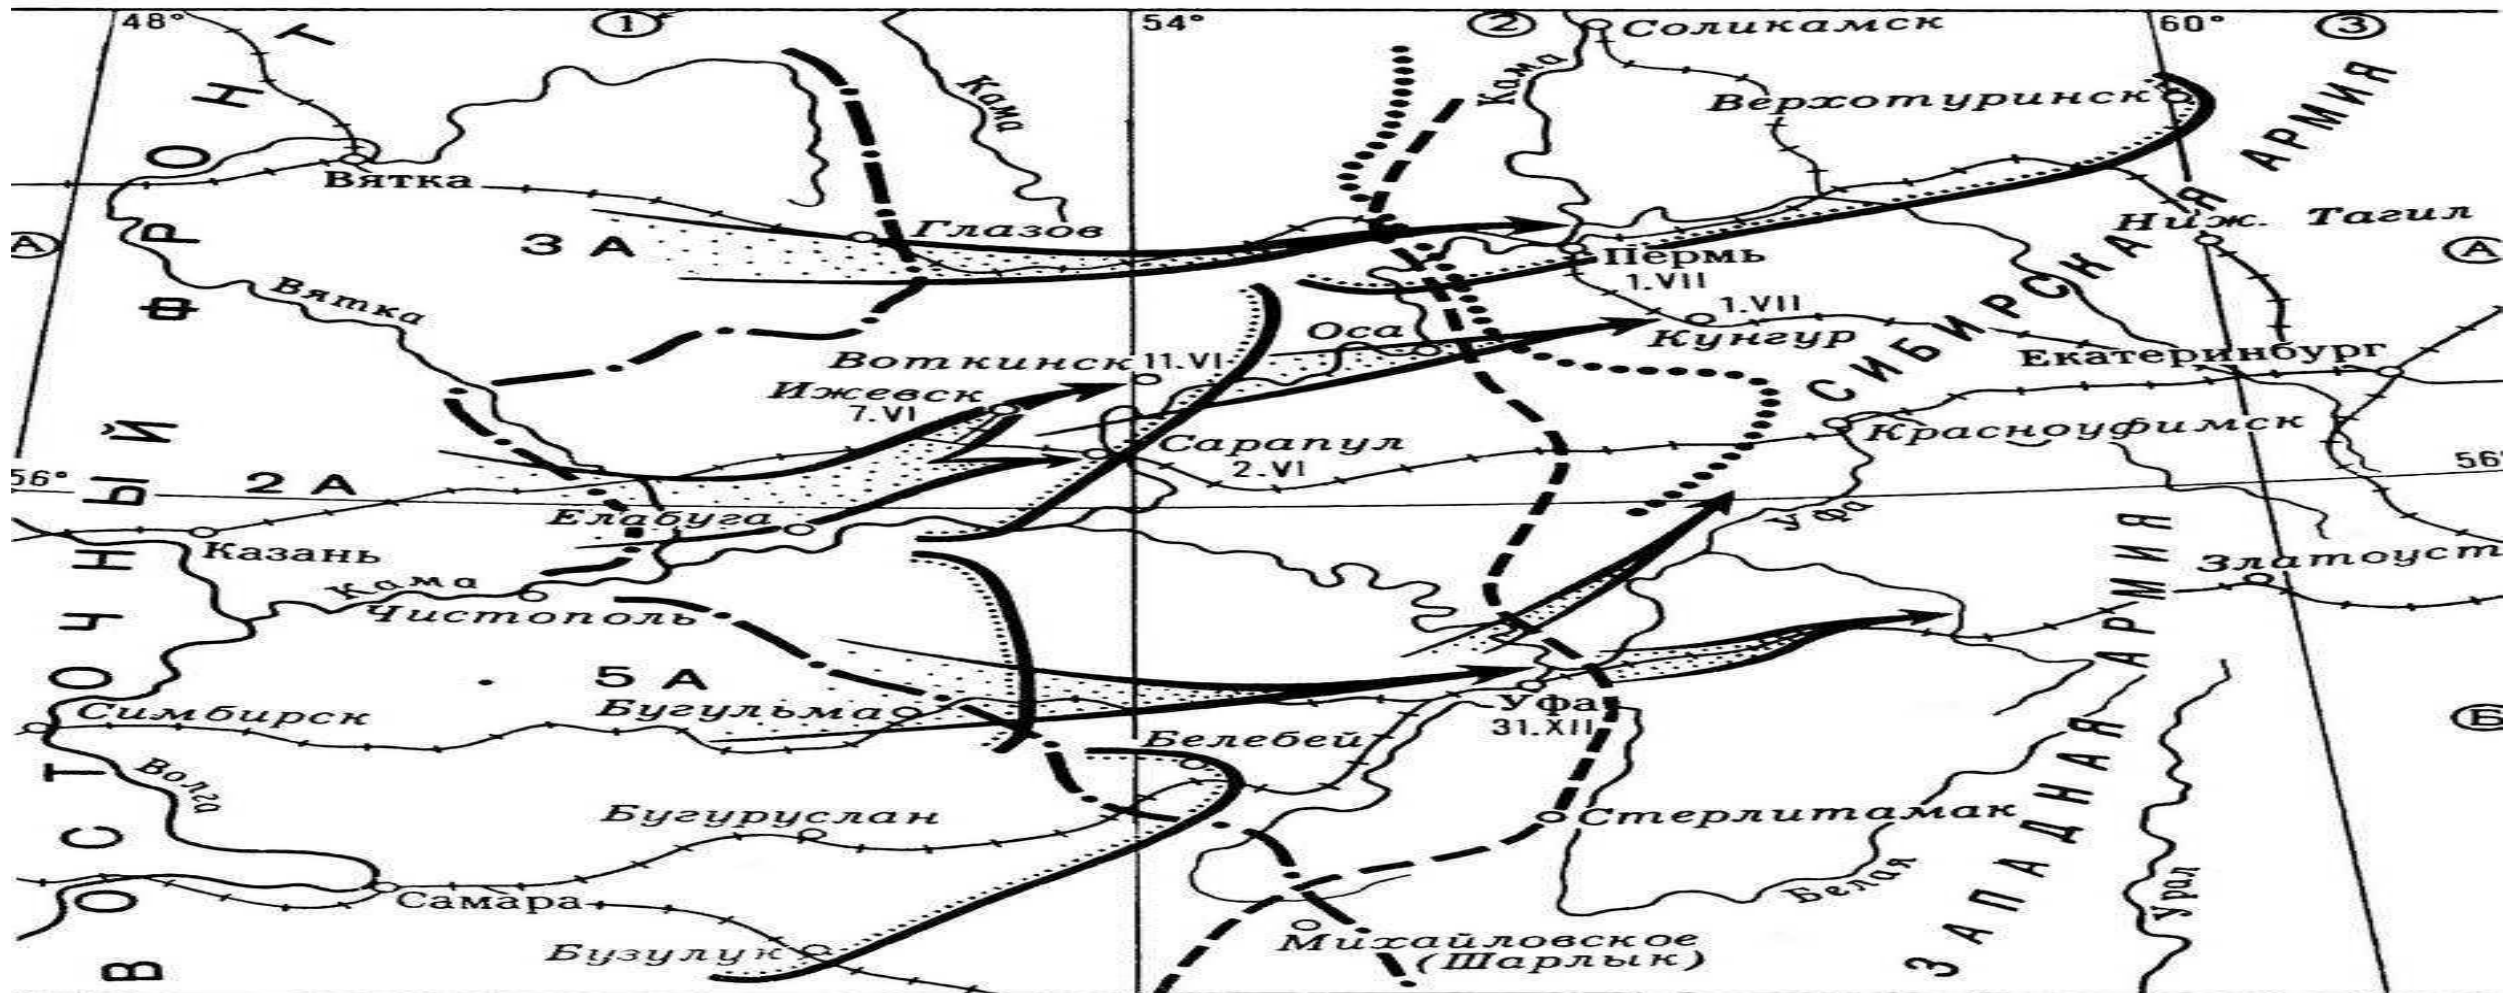 48°
1
54°
2
60°
3
Соликамск
Кама
Кама
Верхотуринск
Вятка
Глазов
3 А
А
Ниж. Тагил
А
Пермь
1.VII
Вятка
1.VII
Оса
Кунгур
Воткинск 11.VI
Екатеринбург
Ижевск
7.VI
Красноуфимск
Сарапул
2.VI
56°
56°
2 А
Елабуга
Казань
Уфа
Златоуст
Кама
Чистополь
5 А
Симбирск
Бугульма
Уфа
31.XII
Б
Белебей
Волга
Бугуруслан
Стерлитамак
Белая
Урал
Самара
Михайловское
(Шарлык)
Бузулук
ВОСТОЧНЫЙ ФРОНТ
СИБИРСКАЯ АРМИЯ
ЗАПАДНАЯ АРМИЯ